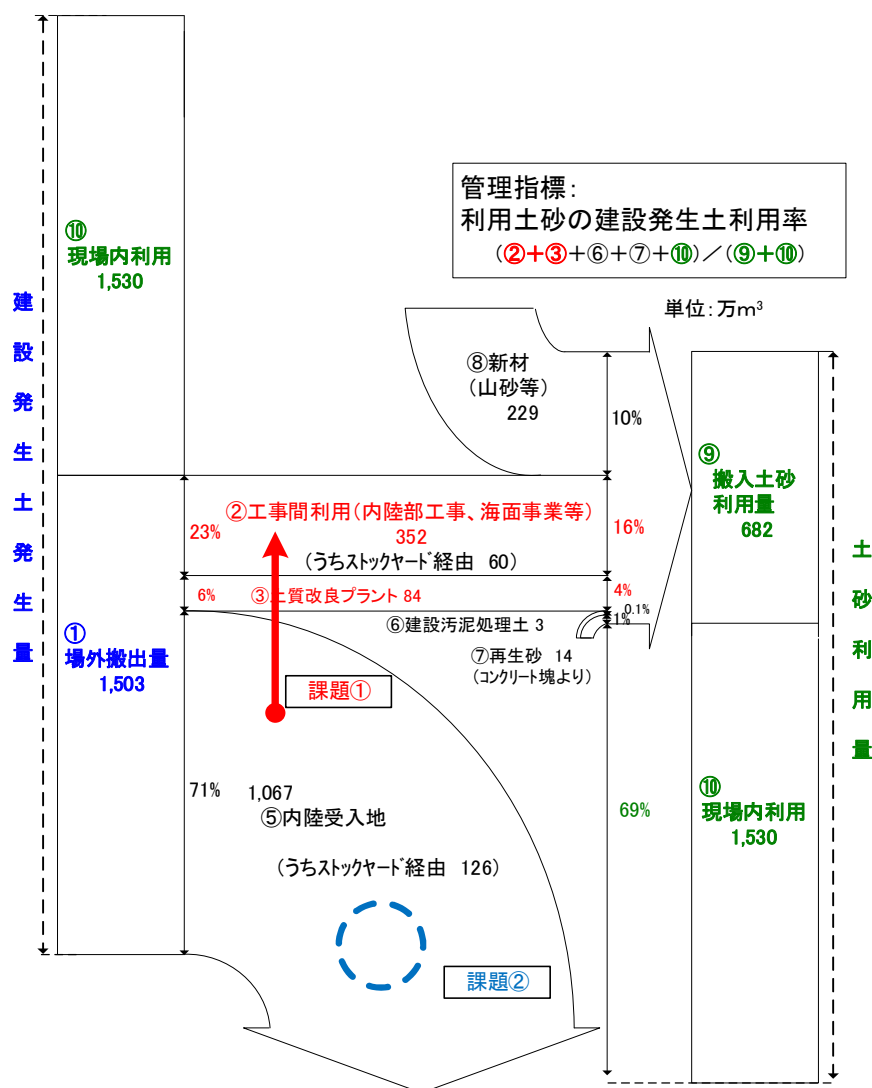 管理指標:
利用土砂の建設発生土利用率
(②+③+⑥+⑦+⑩)/(⑨+⑩)
単位:万m³
建設発生土発生量
⑩
現場内利用
1,530
①
場外搬出量
1,503
⑧新材
(山砂等)
229
10%
23%
②工事間利用(内陸部工事、海面事業等)
352
(うちストックヤード経由 60)
16%
6%
③土質改良プラント 84
4%
⑥建設汚泥処理土 3
0.1%
1%
⑦再生砂 14
(コンクリート塊より)
課題①
71%
1,067
⑤内陸受入地
(うちストックヤード経由 126)
課題②
69%
⑨
搬入土砂
利用量
682
⑩
現場内利用
1,530
土砂利用量